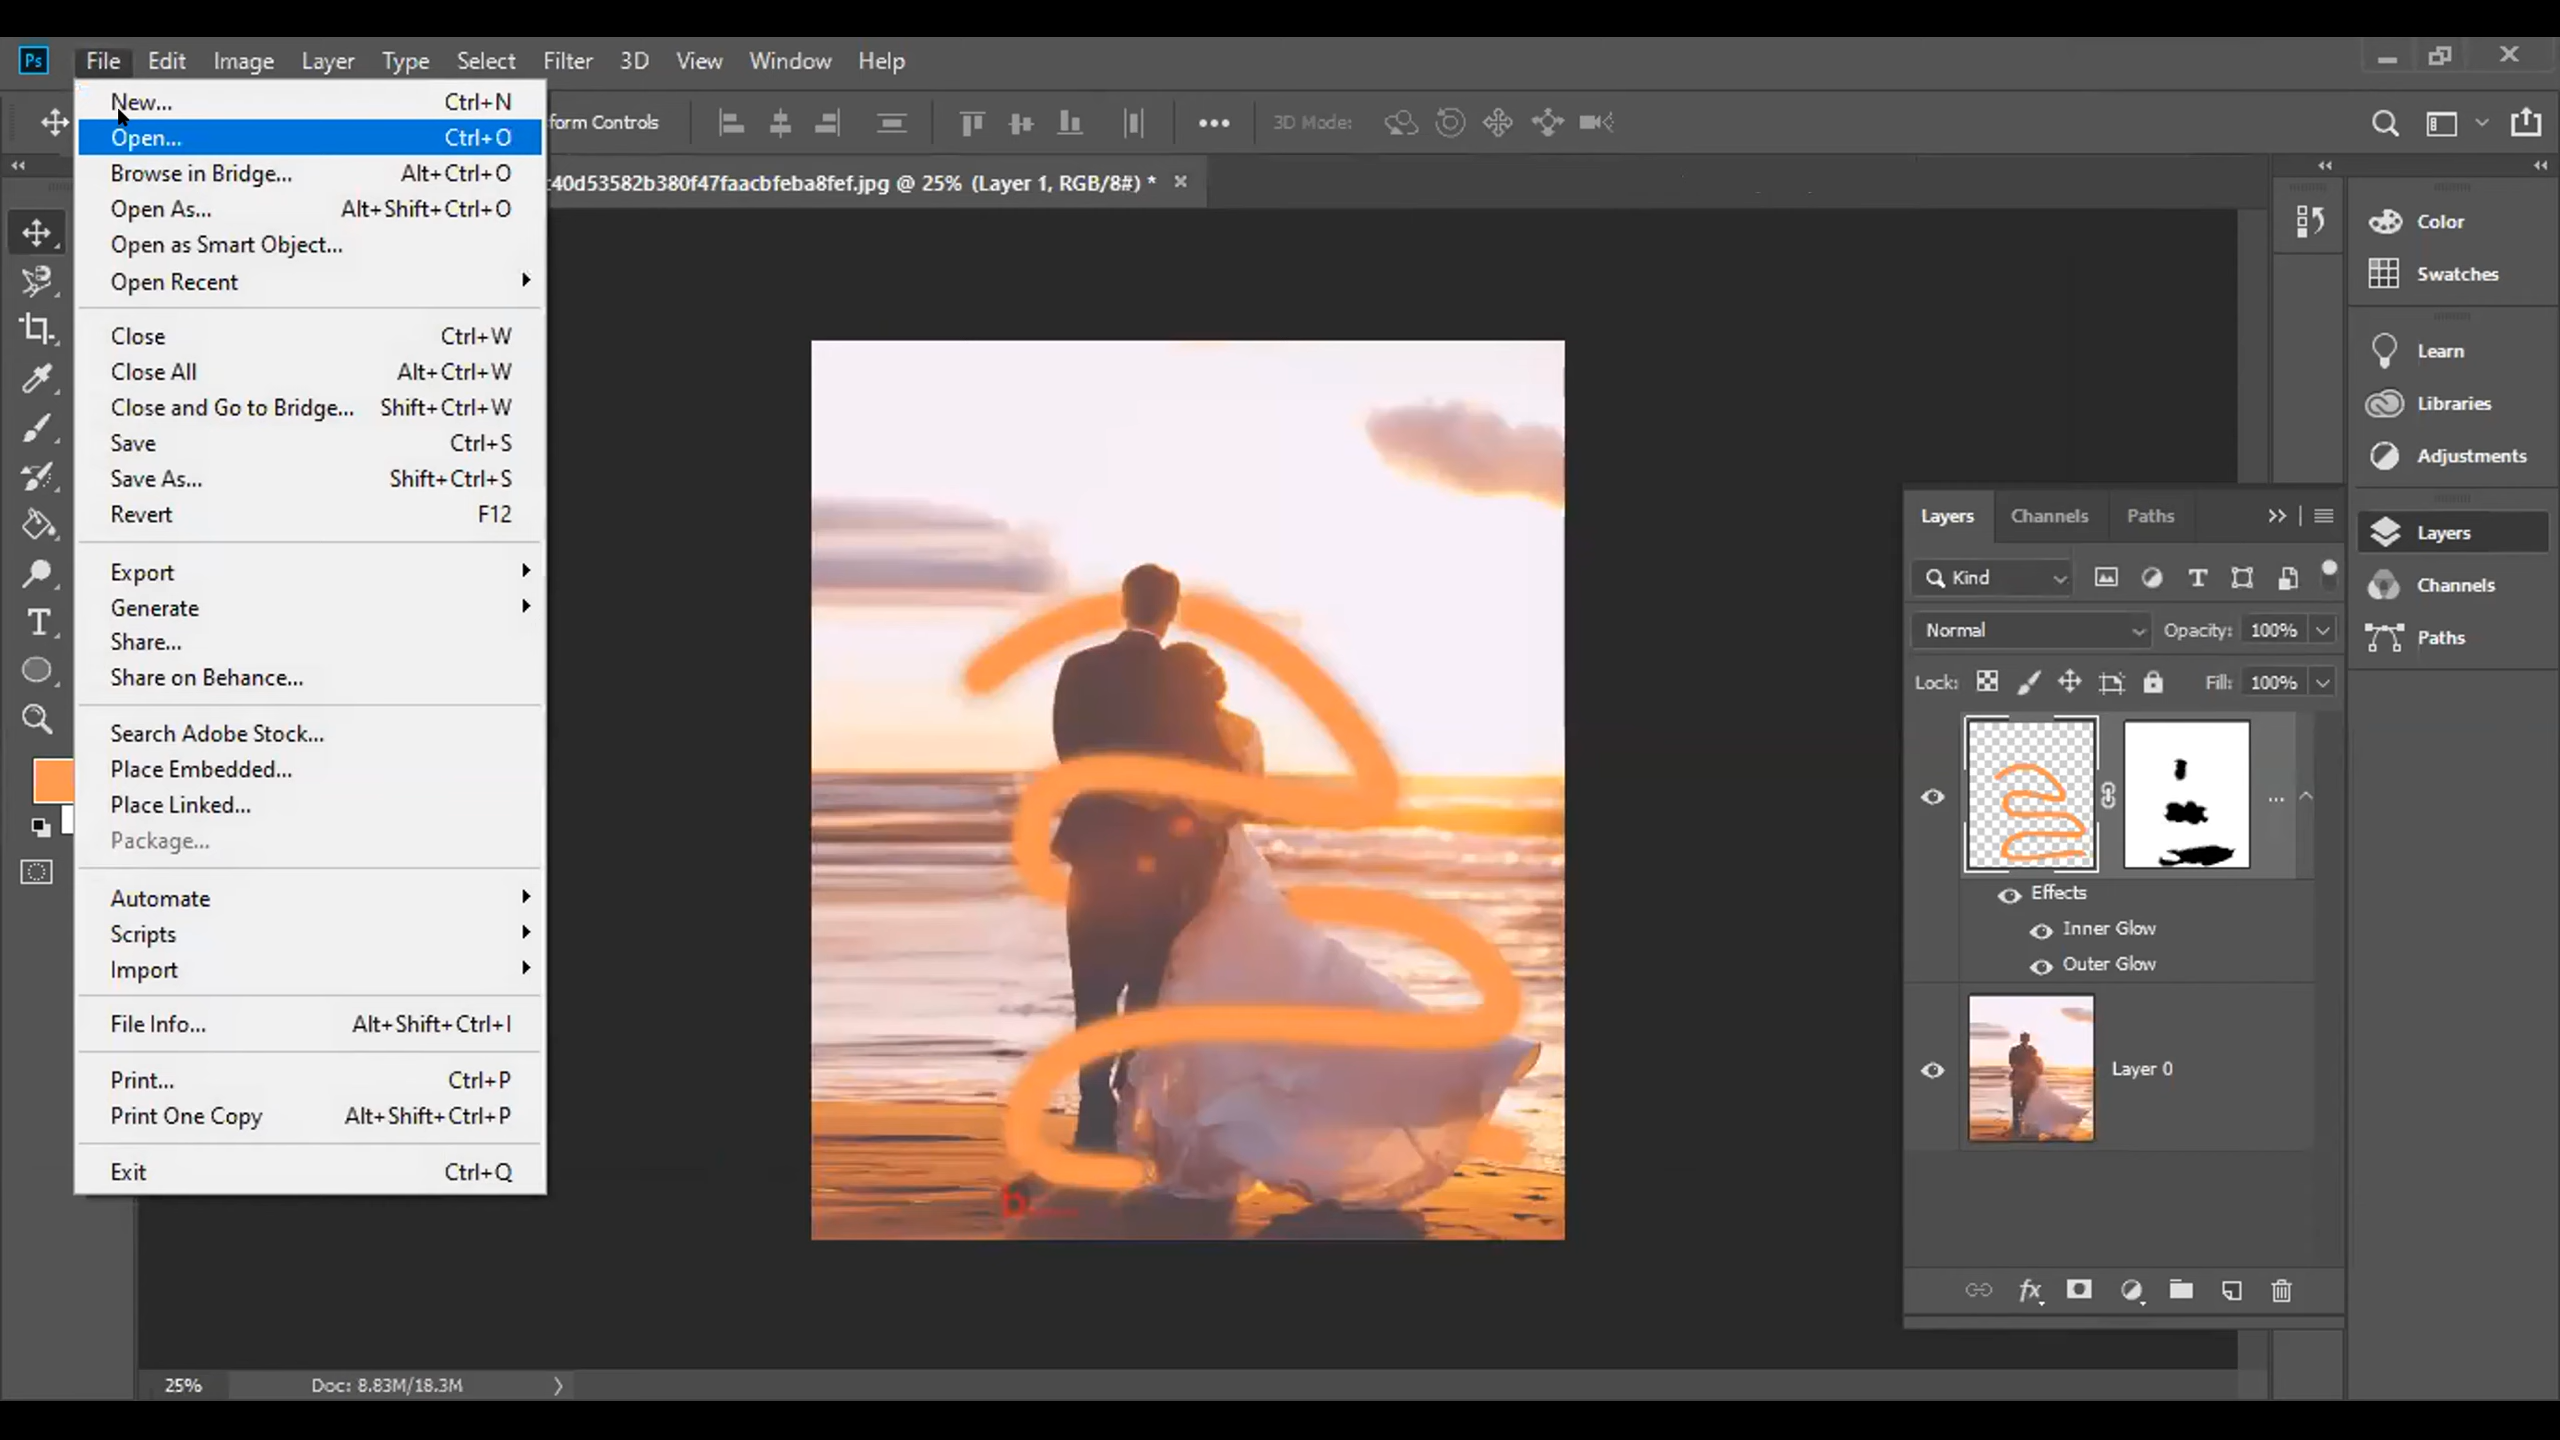 Ps File Edit Image Layer Type Select Filter 3D View Window Help
New... Ctrl+N
Open... Ctrl+O
Browse in Bridge... Alt+Ctrl+O
Open As... Alt+Shift+Ctrl+O
Open as Smart Object...
Open Recent
Close Ctrl+W
Close All Alt+Ctrl+W
Close and Go to Bridge... Shift+Ctrl+W
Save Ctrl+S
Save As... Shift+Ctrl+S
Revert F12
Export
Generate
Share...
Share on Behance...
Search Adobe Stock...
Place Embedded...
Place Linked...
Package...
Automate
Scripts
Import
File Info... Alt+Shift+Ctrl+I
Print... Ctrl+P
Print One Copy Alt+Shift+Ctrl+P
Exit Ctrl+Q
form Controls
3D Mode:
40d53582b380f47faacbfeba8fef.jpg @ 25% (Layer 1, RGB/8#) *
b
25% Doc: 8.83M/18.3M
Layers Channels Paths
Kind
Normal Opacity: 100%
Lock: Fill: 100%
...
Effects
Inner Glow
Outer Glow
Layer 0
fx
Color
Swatches
Learn
Libraries
Adjustments
Layers
Channels
Paths